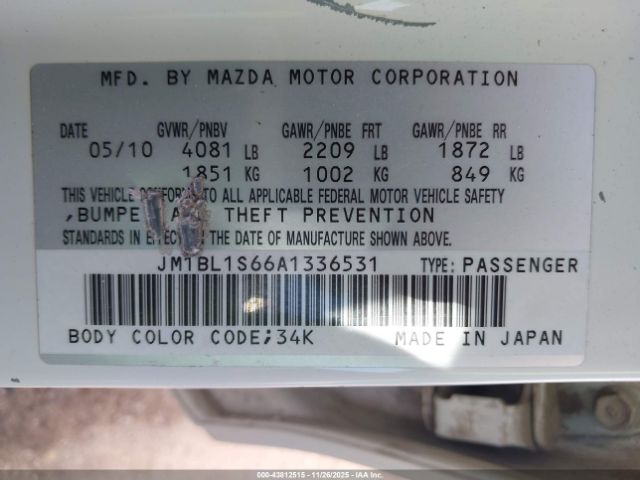 MFD. BY MAZDA MOTOR CORPORATION
DATE GVWR/PNBV GAWR/PNBE FRT GAWR/PNBE RR
05/10 4081 LB 2209 LB 1872 LB
1851 KG 1002 KG 849 KG
THIS VEHICLE TO ALL APPLICABLE FEDERAL MOTOR VEHICLE SAFETY
,BUMPE A THEFT PREVENTION
STANDARDS IN EFFECT THE DATE OF MANUFACTURE SHOWN ABOVE.
JM1BL1S66A1336531 TYPE: PASSENGER
BODY COLOR CODE;34K MADE IN JAPAN
000-43812515 - 11/26/2025 - IAAI.COM